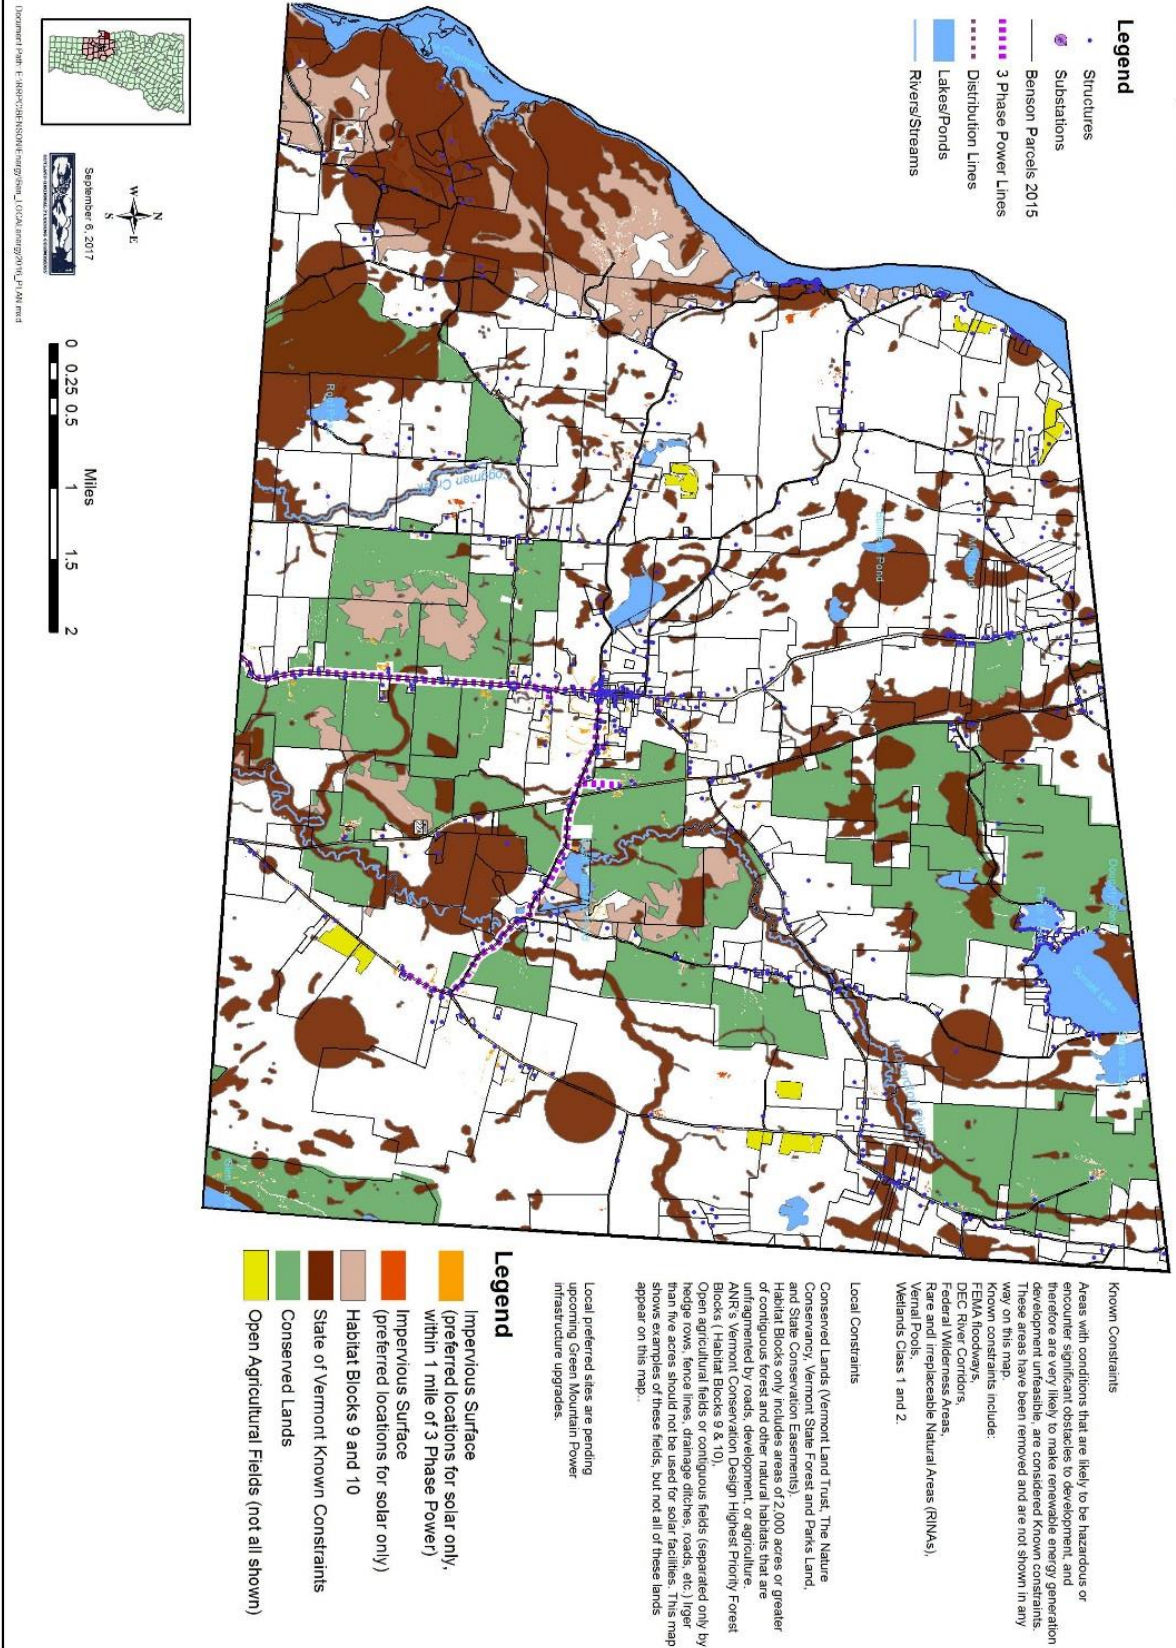 Legend
Structures
Substations
Benson Parcels 2015
3 Phase Power Lines
Distribution Lines
Lakes/Ponds
Rivers/Streams
N
W
E
S
September 6, 2017
0 0.25 0.5 1 1.5 2
Miles
Coggman Creek
Pond
Sunset Lake
22A
Known Constraints
Areas with conditions that are likely to be hazardous or
encounter significant obstacles to development, and
therefore are very likely to make renewable energy generation
development unfeasible, are considered Known constraints.
These areas have been removed and are not shown in any
way on this map.
Known constraints include:
FEMA floodways,
DEC River Corridors,
Federal Wilderness Areas,
Rare andl irreplaceable Natural Areas (RINAs),
Vernal Pools,
Wetlands Class 1 and 2.
Local Constraints
Conserved Lands (Vermont Land Trust, The Nature
Conservancy, Vermont State Forest and Parks Land,
and State Conservation Easements).
Habitat Blocks only includes areas of 2,000 acres or greater
of contiguous forest and other natural habitats that are
unfragmented by roads, development, or agriculture.
ANR's Vermont Conservation Design Highest Priority Forest
Blocks ( Habitat Blocks 9 & 10),
Open agricultural fields or contiguous fields (separated only by
hedge rows, fence lines, drainage ditches, roads, etc.) lrger
than five acres should not be used for solar facilities. This map
shows examples of these fields, but not all of these lands
appear on this map..
Local preferred sites are pending
upcoming Green Mountain Power
infrastructure upgrades.
Legend
Impervious Surface
(preferred locations for solar only,
within 1 mile of 3 Phase Power)
Impervious Surface
(preferred locations for solar only)
Habitat Blocks 9 and 10
State of Vermont Known Constraints
Conserved Lands
Open Agricultural Fields (not all shown)